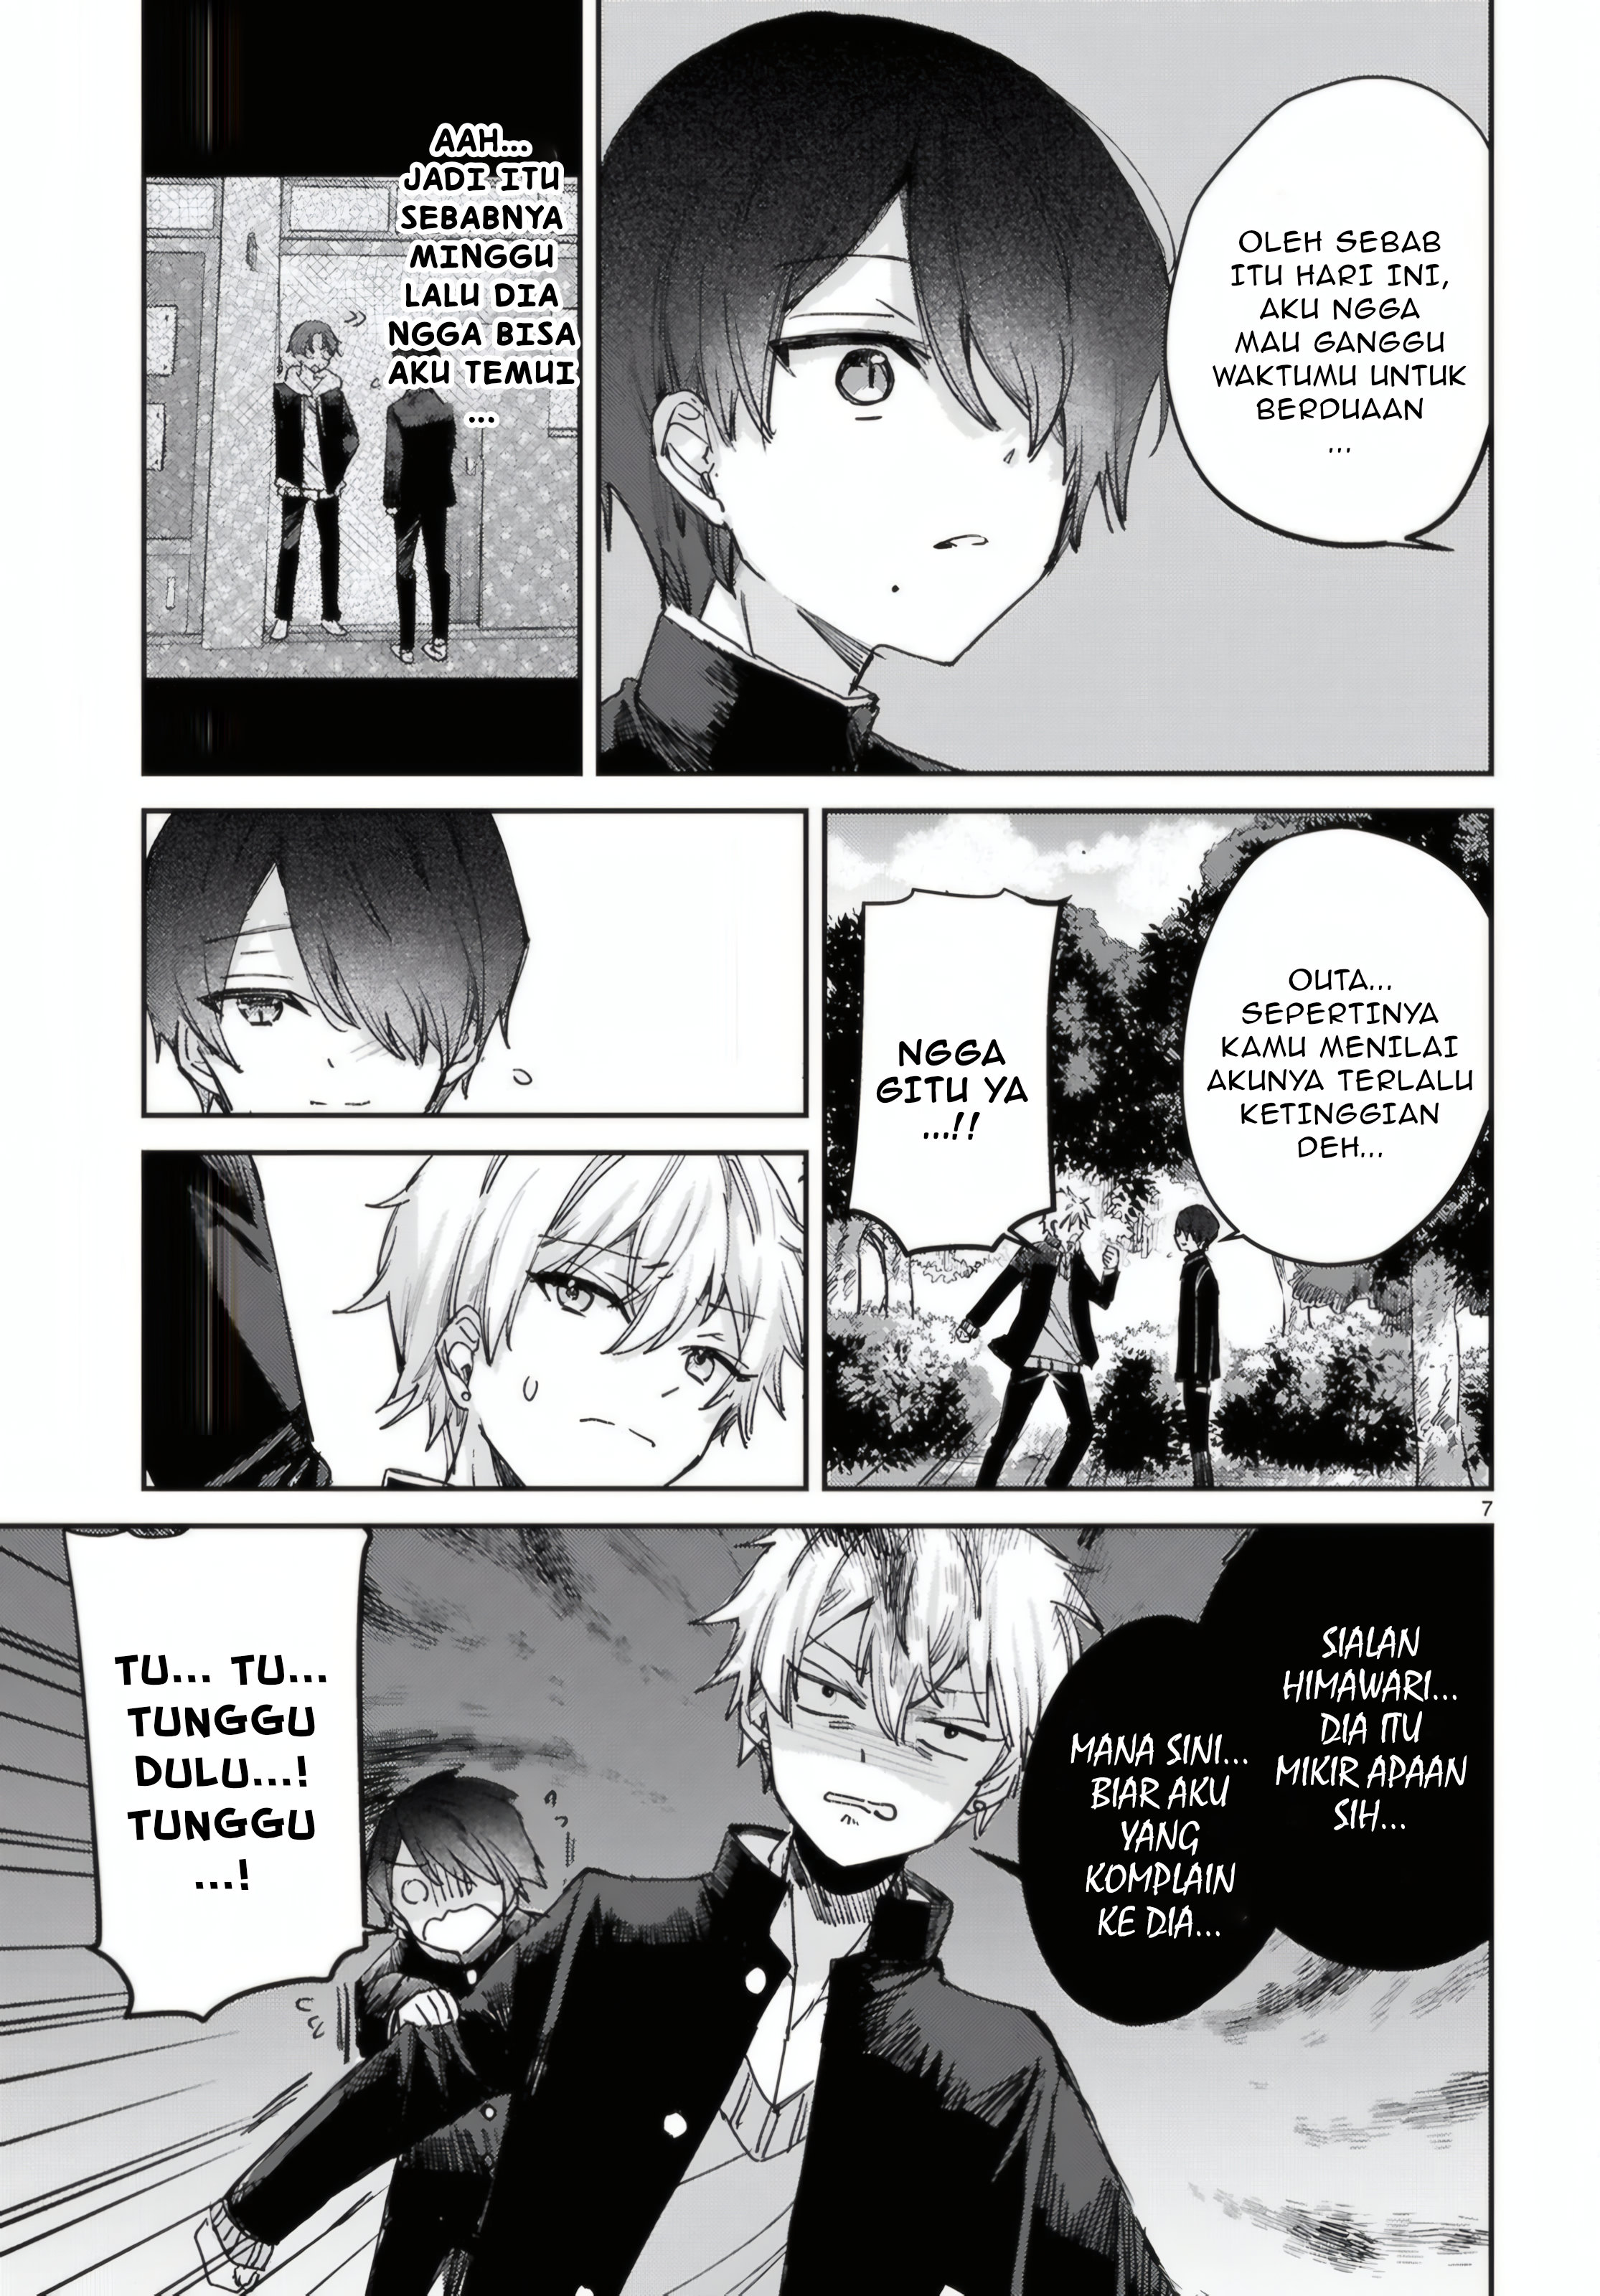 OLEH SEBAB
ITU HARI INI,
AKU NGGA
MAU GANGGU
WAKTUMU UNTUK
BERDUAAN
...
AAH...
JADI ITU
SEBABNYA
MINGGU
LALU DIA
NGGA BISA
AKU TEMUI
...
OUTA...
SEPERTINYA
KAMU MENILAI
AKUNYA TERLALU
KETINGGIAN
DEH...
NGGA
GITU YA
...!!
7
SIALAN
HIMAWARI...
DIA ITU
MIKIR APAAN
SIH...
MANA SINI...
BIAR AKU
YANG
KOMPLAIN
KE DIA...
TU... TU...
TUNGGU
DULU...!
TUNGGU
...!